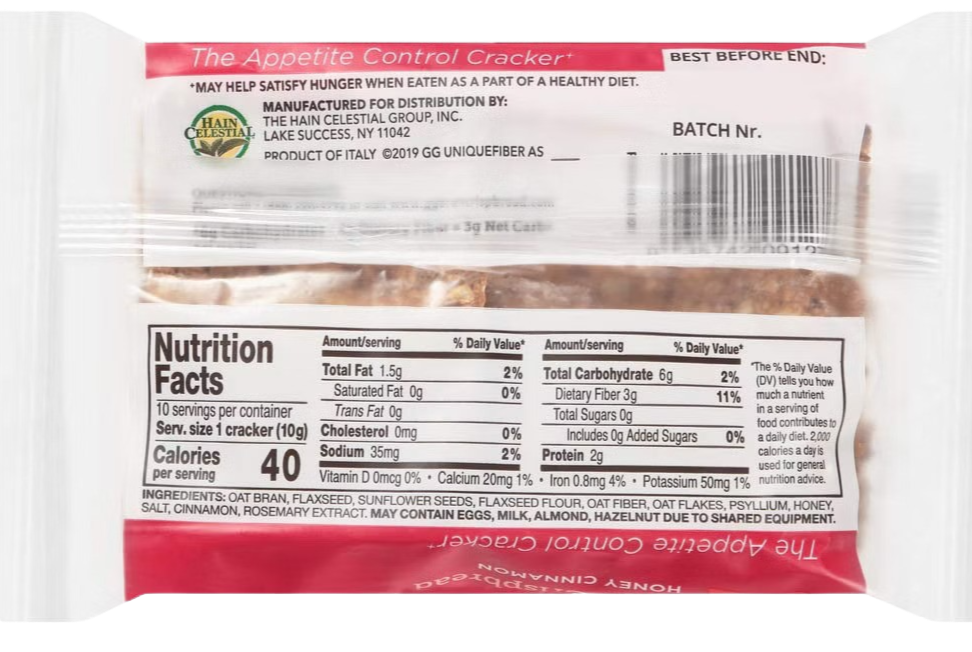 The Appetite Control Cracker⁺
BEST BEFORE END:
⁺MAY HELP SATISFY HUNGER WHEN EATEN AS A PART OF A HEALTHY DIET.
HAIN
CELESTIAL
MANUFACTURED FOR DISTRIBUTION BY:
THE HAIN CELESTIAL GROUP, INC.
LAKE SUCCESS, NY 11042
PRODUCT OF ITALY ©2019 GG UNIQUEFIBER AS
BATCH Nr.
= 3g Net Carbs
Nutrition
Facts
10 servings per container
Serv. size 1 cracker (10g)
Calories
per serving
40
Amount/serving % Daily Value*
Total Fat 1.5g 2%
Saturated Fat 0g 0%
Trans Fat 0g
Cholesterol 0mg 0%
Sodium 35mg 2%
Amount/serving % Daily Value*
Total Carbohydrate 6g 2%
Dietary Fiber 3g 11%
Total Sugars 0g
Includes 0g Added Sugars 0%
Protein 2g
Vitamin D 0mcg 0% • Calcium 20mg 1% • Iron 0.8mg 4% • Potassium 50mg 1%
*The % Daily Value
(DV) tells you how
much a nutrient
in a serving of
food contributes to
a daily diet. 2,000
calories a day is
used for general
nutrition advice.
INGREDIENTS: OAT BRAN, FLAXSEED, SUNFLOWER SEEDS, FLAXSEED FLOUR, OAT FIBER, OAT FLAKES, PSYLLIUM, HONEY,
SALT, CINNAMON, ROSEMARY EXTRACT. MAY CONTAIN EGGS, MILK, ALMOND, HAZELNUT DUE TO SHARED EQUIPMENT.
The Appetite Control Cracker⁺
HONEY CINNAMON